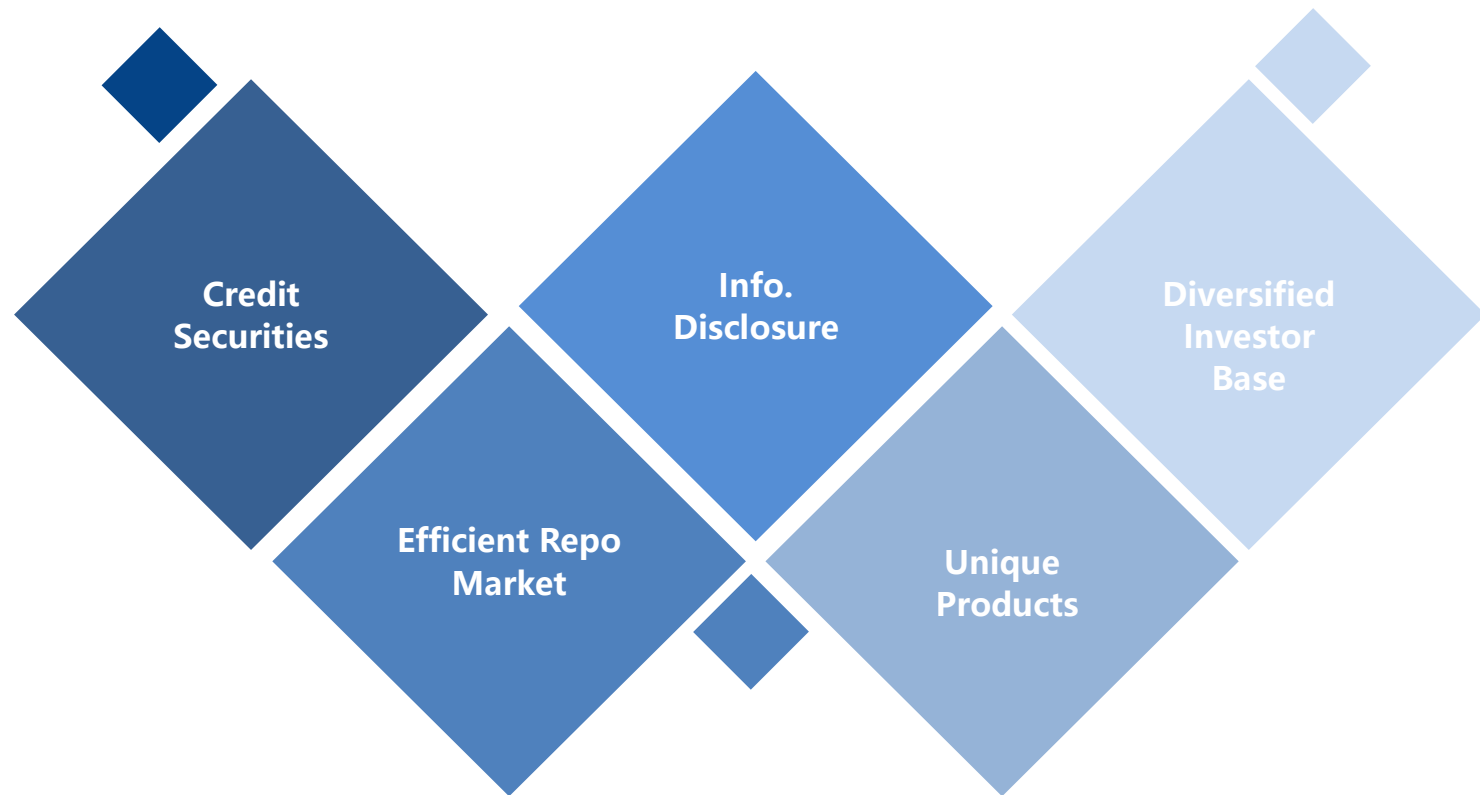 Credit
Securities
Efficient Repo
Market
Info.
Disclosure
Unique
Products
Diversified
Investor
Base